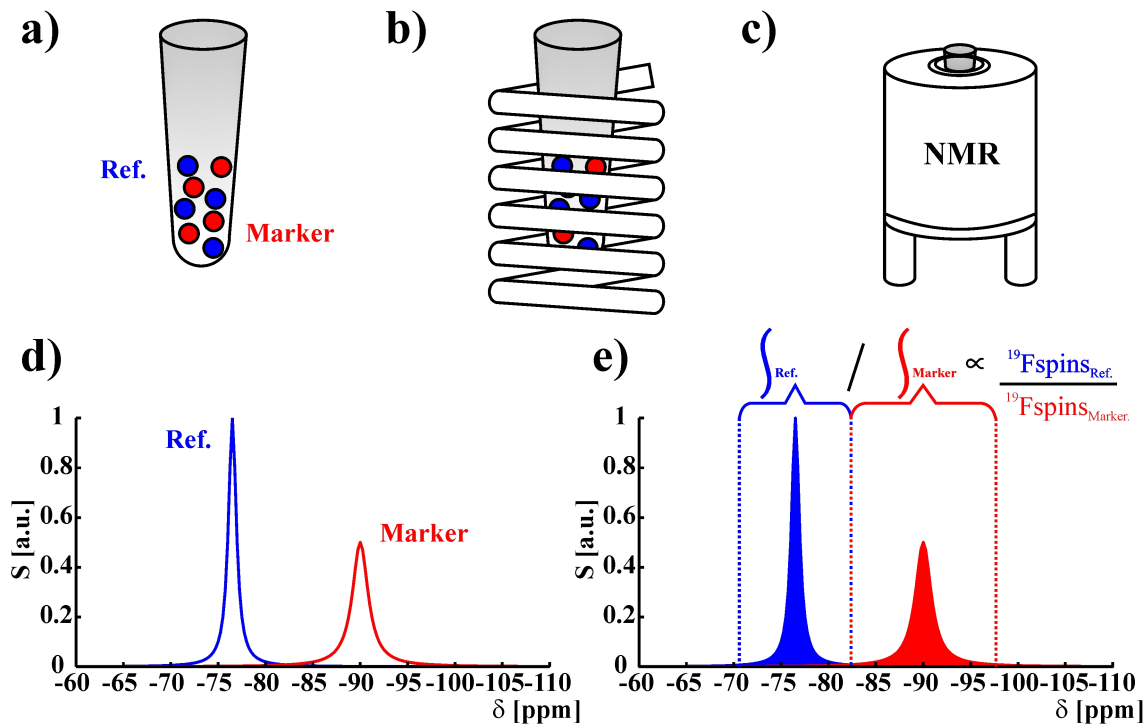 a)
b)
c)
Ref.
Marker
NMR
d)
e)
Ref. / Marker ∝ ¹⁹FspinsRef.
¹⁹FspinsMarker.
1
0.8
0.6
0.4
0.2
0
S [a.u.]
Ref.
Marker
-60 -65 -70 -75 -80 -85 -90 -95 -100 -105 -110
δ [ppm]
1
0.8
0.6
0.4
0.2
0
S [a.u.]
-60 -65 -70 -75 -80 -85 -90 -95 -100 -105 -110
δ [ppm]